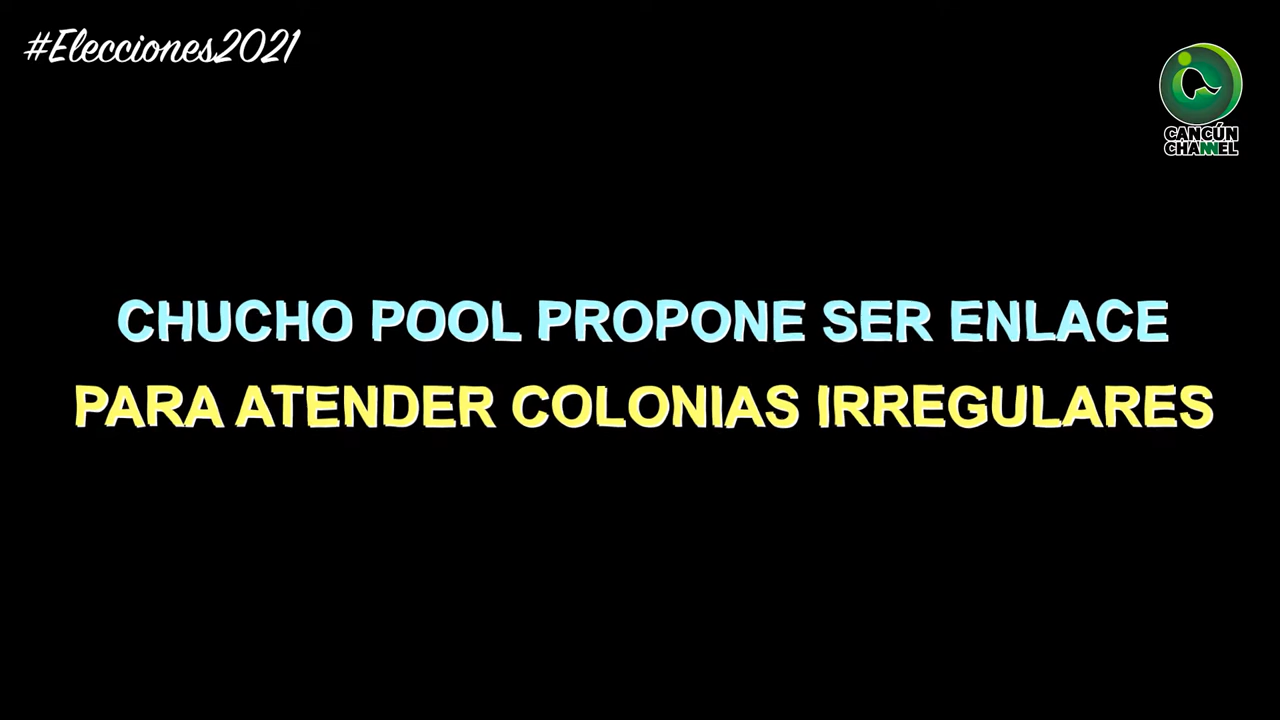 #Elecciones2021
CANCÚN
CHANNEL
CHUCHO POOL PROPONE SER ENLACE
PARA ATENDER COLONIAS IRREGULARES